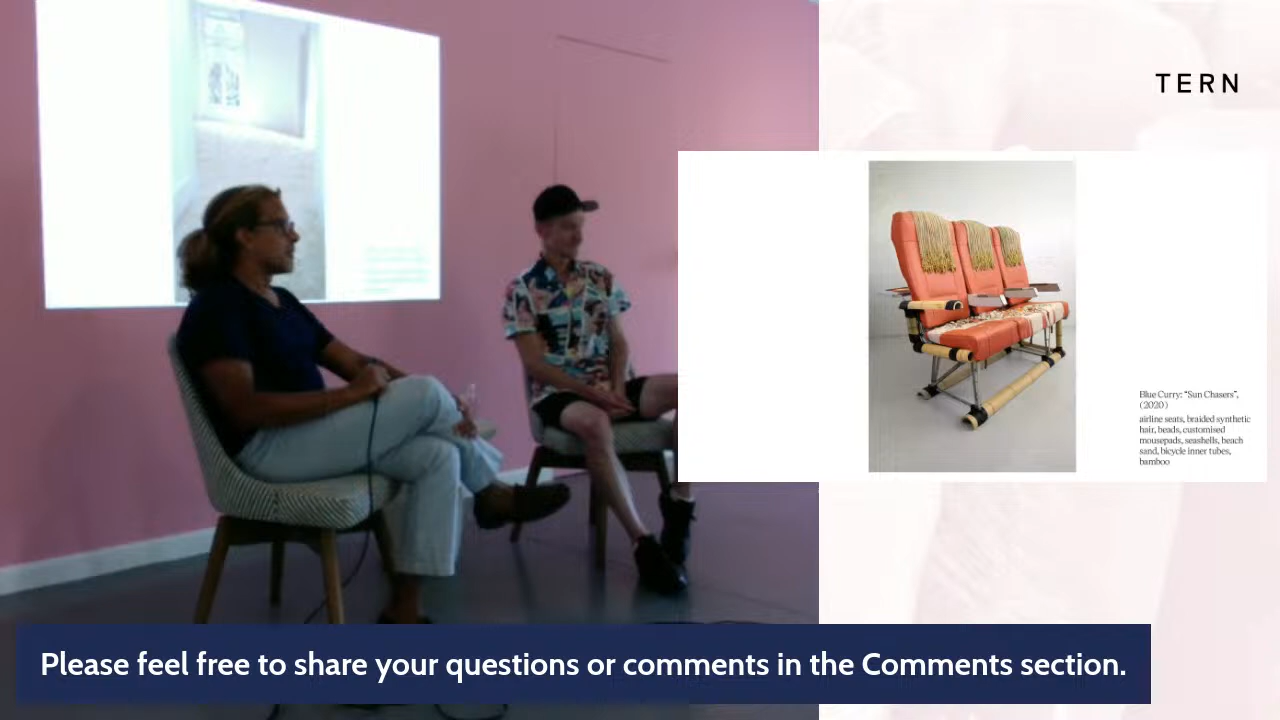 TERN
Blue Curry: "Sun Chasers",
(2020)
airline seats, braided synthetic
hair, beads, customised
mousepads, seashells, beach
sand, bicycle inner tubes,
bamboo
Please feel free to share your questions or comments in the Comments section.